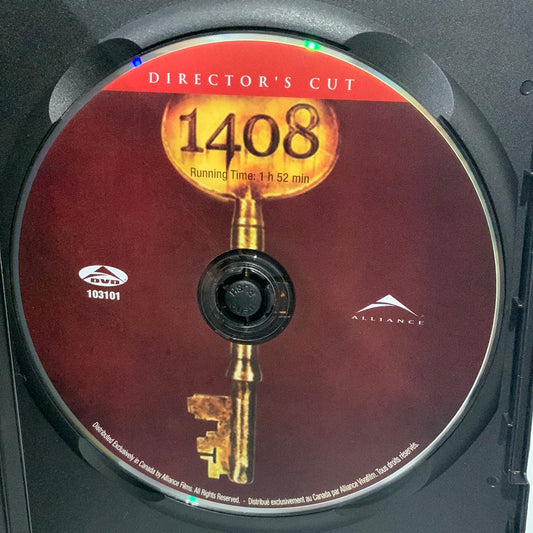 DIRECTOR'S CUT
1408
Running Time: 1 h 52 min
DVD
103101
ALLIANCE
Distributed Exclusively in Canada by Alliance Films. All Rights Reserved. - Distribué exclusivement au Canada par Alliance Vivafilm. Tous droits réservés.